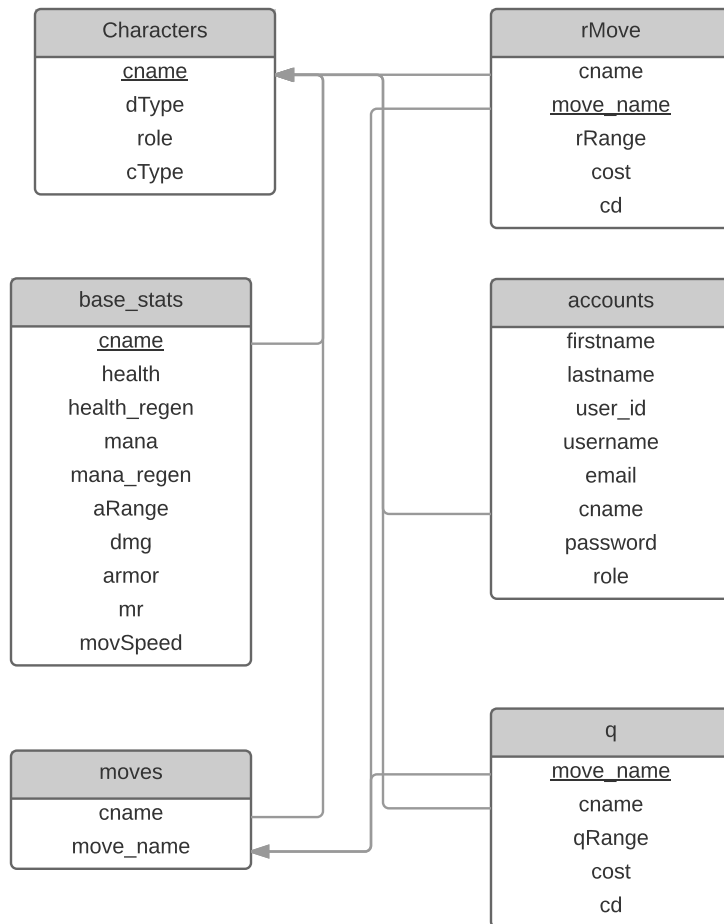 Characters
cname
dType
role
cType
rMove
cname
move_name
rRange
cost
cd
base_stats
cname
health
health_regen
mana
mana_regen
aRange
dmg
armor
mr
movSpeed
accounts
firstname
lastname
user_id
username
email
cname
password
role
moves
cname
move_name
q
move_name
cname
qRange
cost
cd